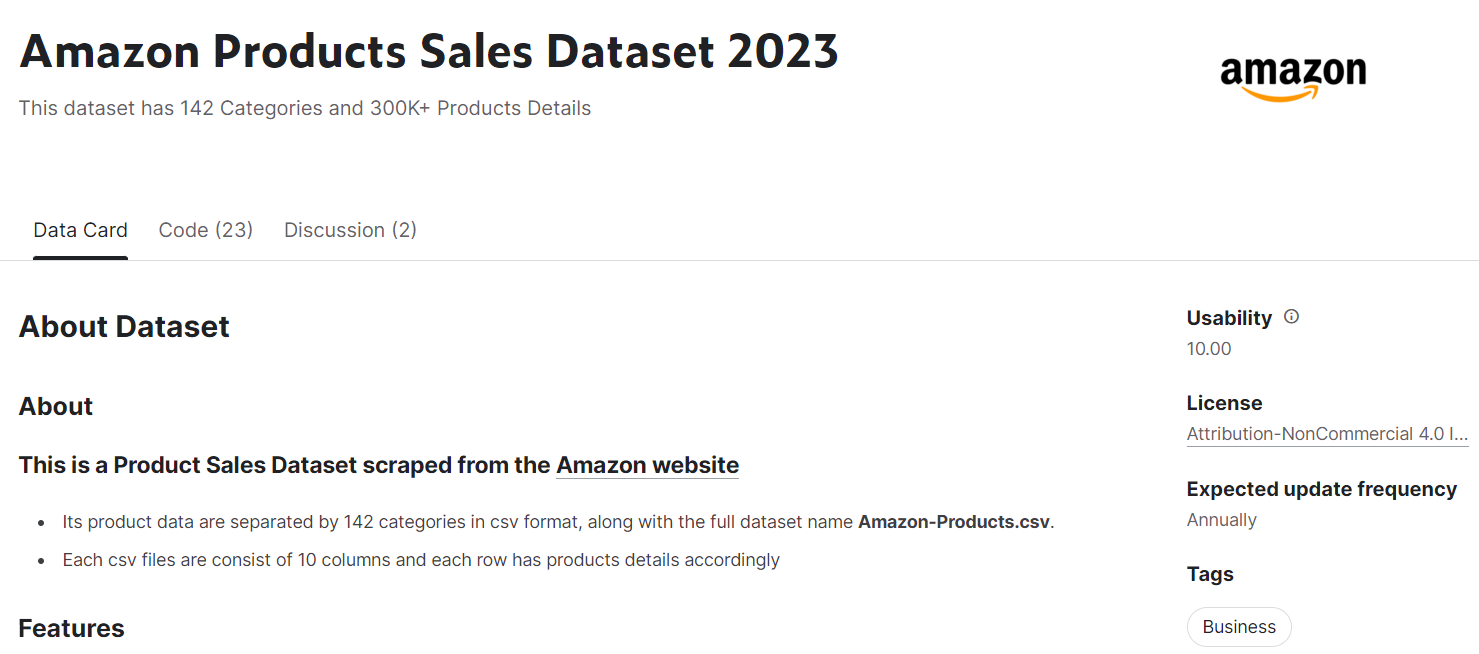 Amazon Products Sales Dataset 2023
amazon
This dataset has 142 Categories and 300K+ Products Details
Data Card Code (23) Discussion (2)
About Dataset
About
This is a Product Sales Dataset scraped from the Amazon website
Its product data are separated by 142 categories in csv format, along with the full dataset name Amazon-Products.csv.
Each csv files are consist of 10 columns and each row has products details accordingly
Features
Usability
10.00
License
Attribution-NonCommercial 4.0 I...
Expected update frequency
Annually
Tags
Business